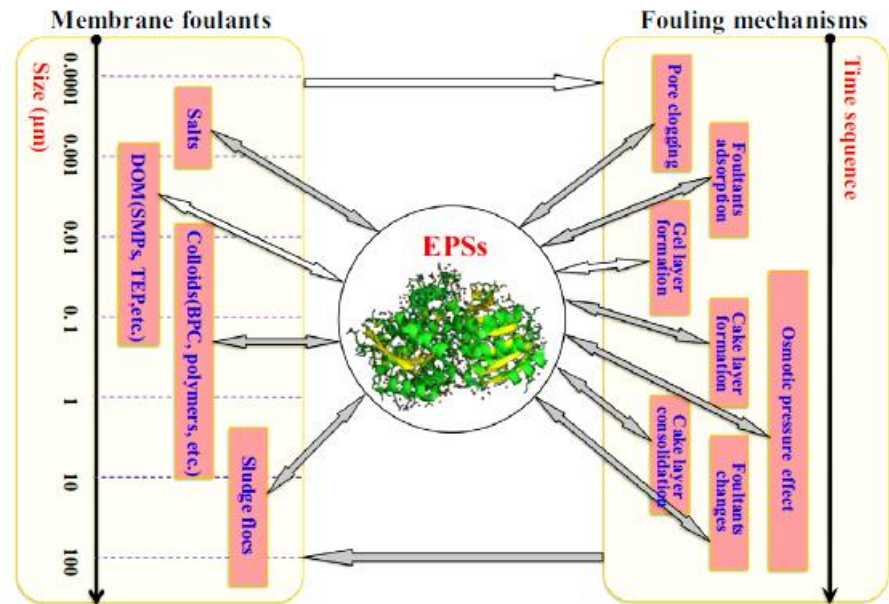 Membrane foulants
Fouling mechanisms
Size (μm)
0.0001
0.001
0.01
0.1
1
10
100
Salts
DOM(SMPs, TEP,etc.)
Colloids(BPC, polymers, etc.)
Sludge flocs
EPSs
Pore clogging
Foultants
adsorption
Gel layer
formation
Cake layer
formation
Osmotic pressure effect
Cake layer
consolidation
Foultants
changes
Time sequence